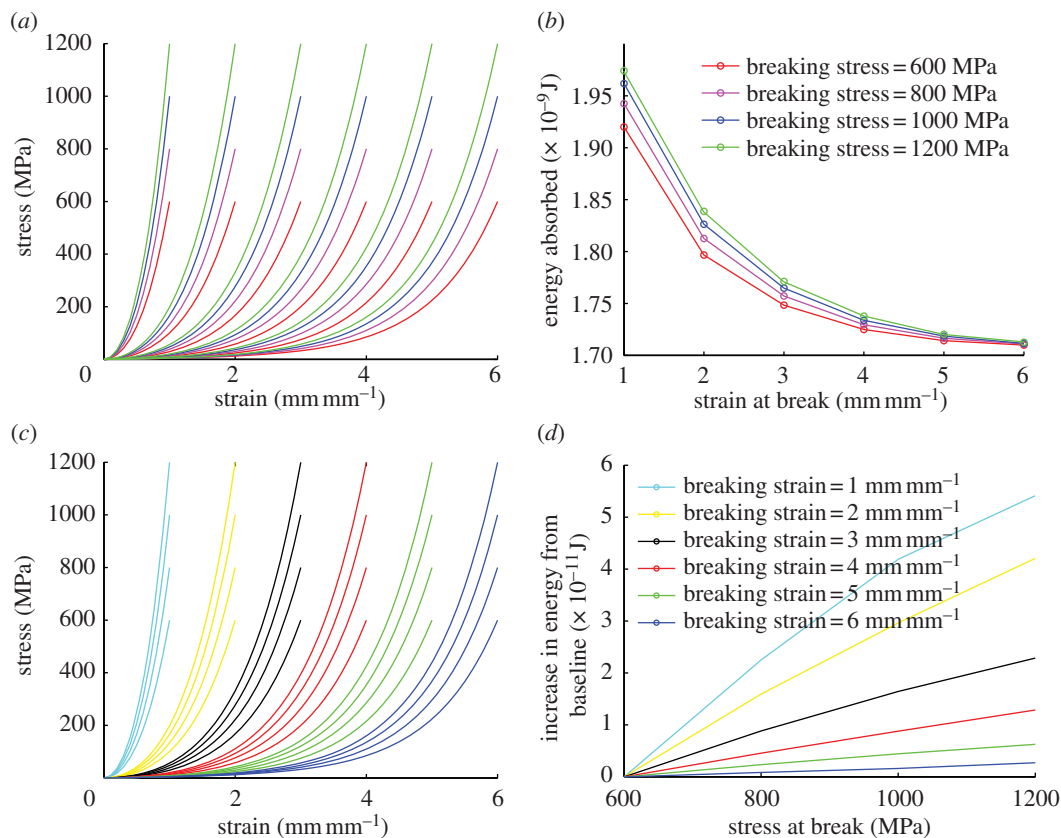 (a)
1200
1000
800
600
400
200
0
2
4
6
stress (MPa)
strain (mm mm⁻¹)
(b)
1.95
1.90
1.85
1.80
1.75
1.70
1
2
3
4
5
6
energy absorbed (× 10⁻⁹ J)
strain at break (mm mm⁻¹)
breaking stress = 600 MPa
breaking stress = 800 MPa
breaking stress = 1000 MPa
breaking stress = 1200 MPa
(c)
1200
1000
800
600
400
200
0
2
4
6
stress (MPa)
strain (mm mm⁻¹)
(d)
6
5
4
3
2
1
0
600
800
1000
1200
increase in energy from
baseline (× 10⁻¹¹ J)
stress at break (MPa)
breaking strain = 1 mm mm⁻¹
breaking strain = 2 mm mm⁻¹
breaking strain = 3 mm mm⁻¹
breaking strain = 4 mm mm⁻¹
breaking strain = 5 mm mm⁻¹
breaking strain = 6 mm mm⁻¹